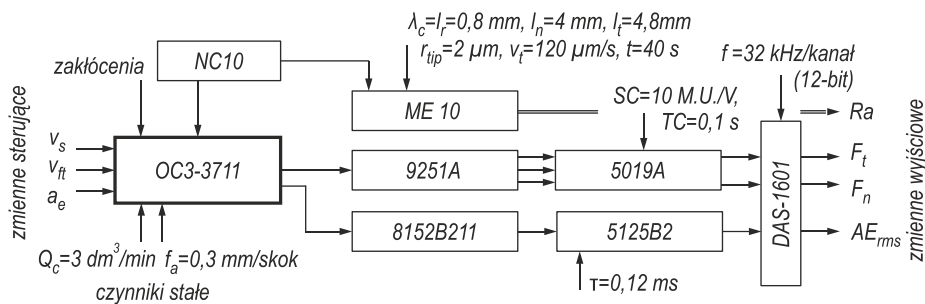 λc=lr=0,8 mm, ln=4 mm, lt=4,8mm
rtip=2 µm, vt=120 µm/s, t=40 s
f=32 kHz/kanał
(12-bit)
zakłócenia
NC10
ME 10
SC=10 M.U./V,
TC=0,1 s
Ra
zmienne sterujące
vs
vft
ae
OC3-3711
9251A
5019A
DAS-1601
Ft
Fn
AErms
zmienne wyjściowe
8152B211
5125B2
Qc=3 dm³/min fa=0,3 mm/skok
czynniki stałe
τ=0,12 ms